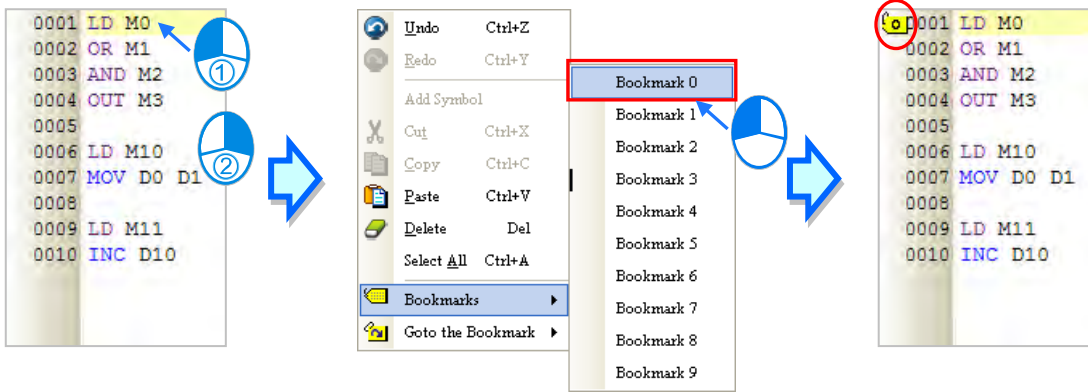 0001 LD M0
0002 OR M1
0003 AND M2
0004 OUT M3
0005
0006 LD M10
0007 MOV D0 D1
0008
0009 LD M11
0010 INC D10
1
2
Undo Ctrl+Z
Redo Ctrl+Y
Add Symbol
Cut Ctrl+X
Copy Ctrl+C
Paste Ctrl+V
Delete Del
Select All Ctrl+A
Bookmarks
Goto the Bookmark
Bookmark 0
Bookmark 1
Bookmark 2
Bookmark 3
Bookmark 4
Bookmark 5
Bookmark 6
Bookmark 7
Bookmark 8
Bookmark 9
0 0001 LD M0
0002 OR M1
0003 AND M2
0004 OUT M3
0005
0006 LD M10
0007 MOV D0 D1
0008
0009 LD M11
0010 INC D10